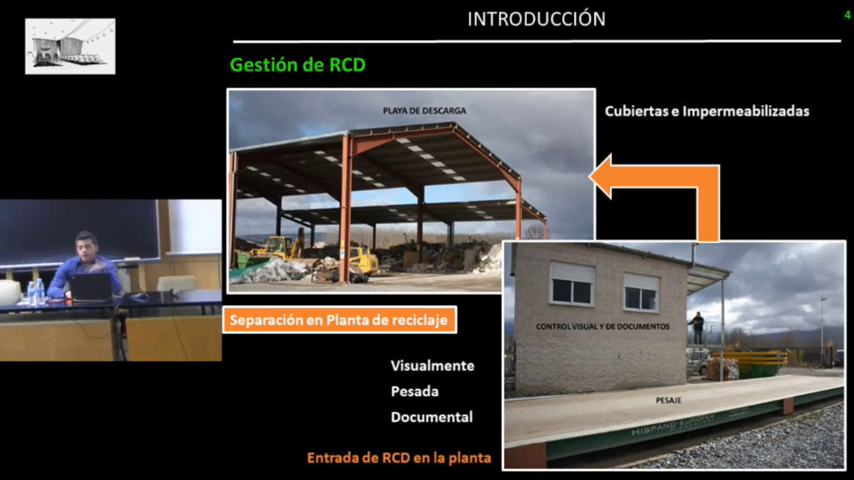 INTRODUCCIÓN
4
Gestión de RCD
PLAYA DE DESCARGA
Cubiertas e Impermeabilizadas
Separación en Planta de reciclaje
CONTROL VISUAL Y DE DOCUMENTOS
Visualmente
Pesada
Documental
PESAJE
HISPANO EUROPEA
Entrada de RCD en la planta